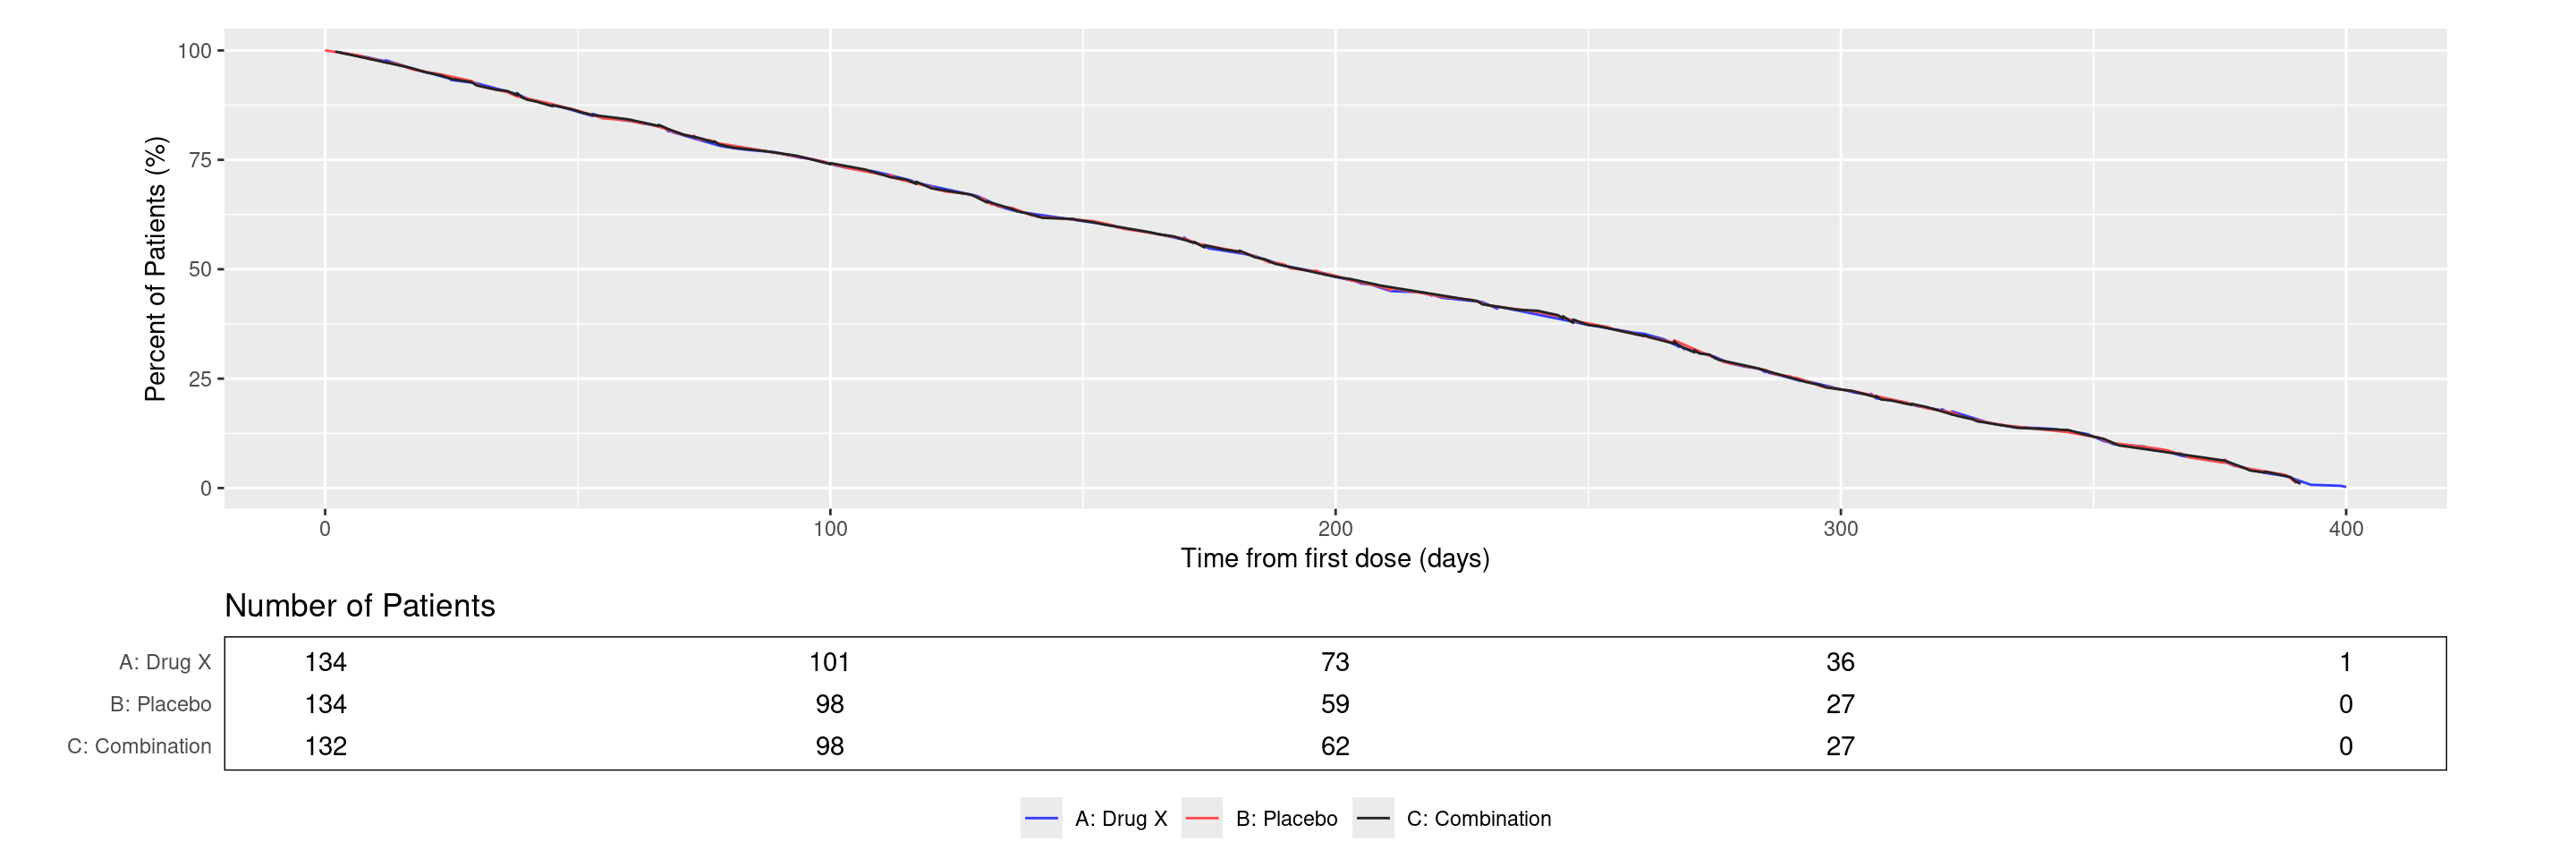 Percent of Patients (%)
100
75
50
25
0
0 100 200 300 400
Time from first dose (days)
Number of Patients
A: Drug X 134 101 73 36 1
B: Placebo 134 98 59 27 0
C: Combination 132 98 62 27 0
A: Drug X B: Placebo C: Combination